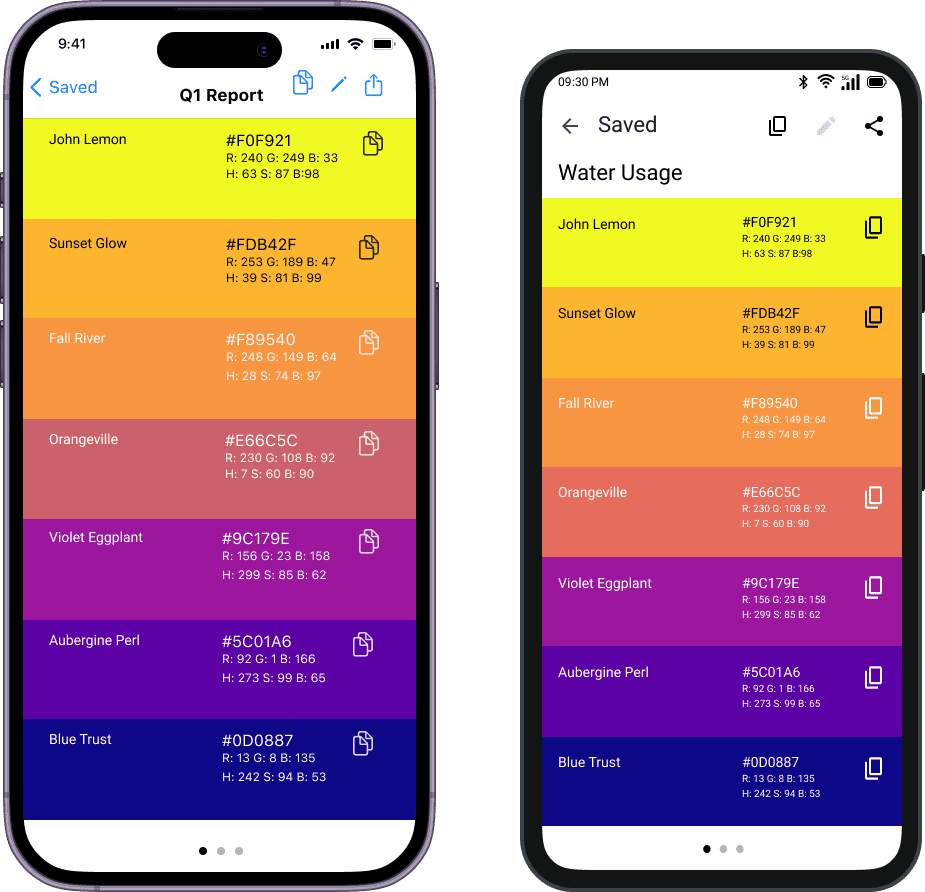 9:41
Saved
Q1 Report
John Lemon
#F0F921
R: 240 G: 249 B: 33
H: 63 S: 87 B:98
Sunset Glow
#FDB42F
R: 253 G: 189 B: 47
H: 39 S: 81 B: 99
Fall River
#F89540
R: 248 G: 149 B: 64
H: 28 S: 74 B: 97
Orangeville
#E66C5C
R: 230 G: 108 B: 92
H: 7 S: 60 B: 90
Violet Eggplant
#9C179E
R: 156 G: 23 B: 158
H: 299 S: 85 B: 62
Aubergine Perl
#5C01A6
R: 92 G: 1 B: 166
H: 273 S: 99 B: 65
Blue Trust
#0D0887
R: 13 G: 8 B: 135
H: 242 S: 94 B: 53
09:30 PM
5G
Saved
Water Usage
John Lemon
#F0F921
R: 240 G: 249 B: 33
H: 63 S: 87 B:98
Sunset Glow
#FDB42F
R: 253 G: 189 B: 47
H: 39 S: 81 B: 99
Fall River
#F89540
R: 248 G: 149 B: 64
H: 28 S: 74 B: 97
Orangeville
#E66C5C
R: 230 G: 108 B: 92
H: 7 S: 60 B: 90
Violet Eggplant
#9C179E
R: 156 G: 23 B: 158
H: 299 S: 85 B: 62
Aubergine Perl
#5C01A6
R: 92 G: 1 B: 166
H: 273 S: 99 B: 65
Blue Trust
#0D0887
R: 13 G: 8 B: 135
H: 242 S: 94 B: 53